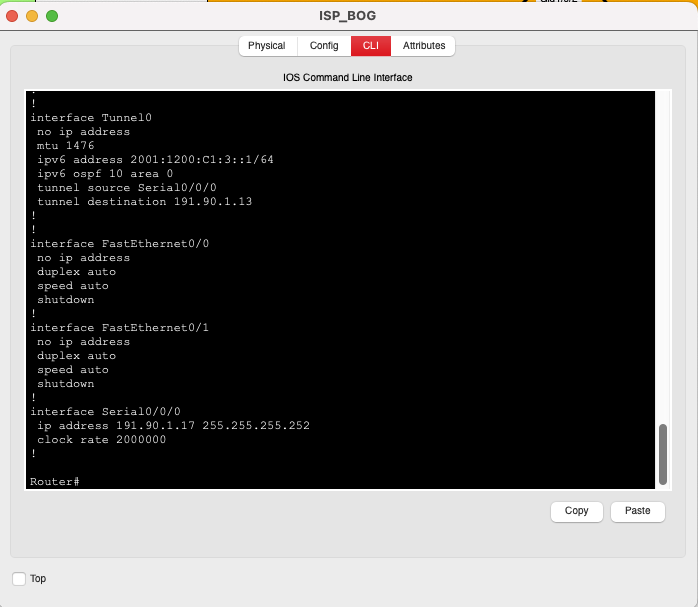 ISP_BOG
Physical Config CLI Attributes
IOS Command Line Interface
!
!
interface Tunnel0
no ip address
mtu 1476
ipv6 address 2001:1200:C1:3::1/64
ipv6 ospf 10 area 0
tunnel source Serial0/0/0
tunnel destination 191.90.1.13
!
!
interface FastEthernet0/0
no ip address
duplex auto
speed auto
shutdown
!
interface FastEthernet0/1
no ip address
duplex auto
speed auto
shutdown
!
interface Serial0/0/0
ip address 191.90.1.17 255.255.255.252
clock rate 2000000
!
Router#
Copy Paste
Top